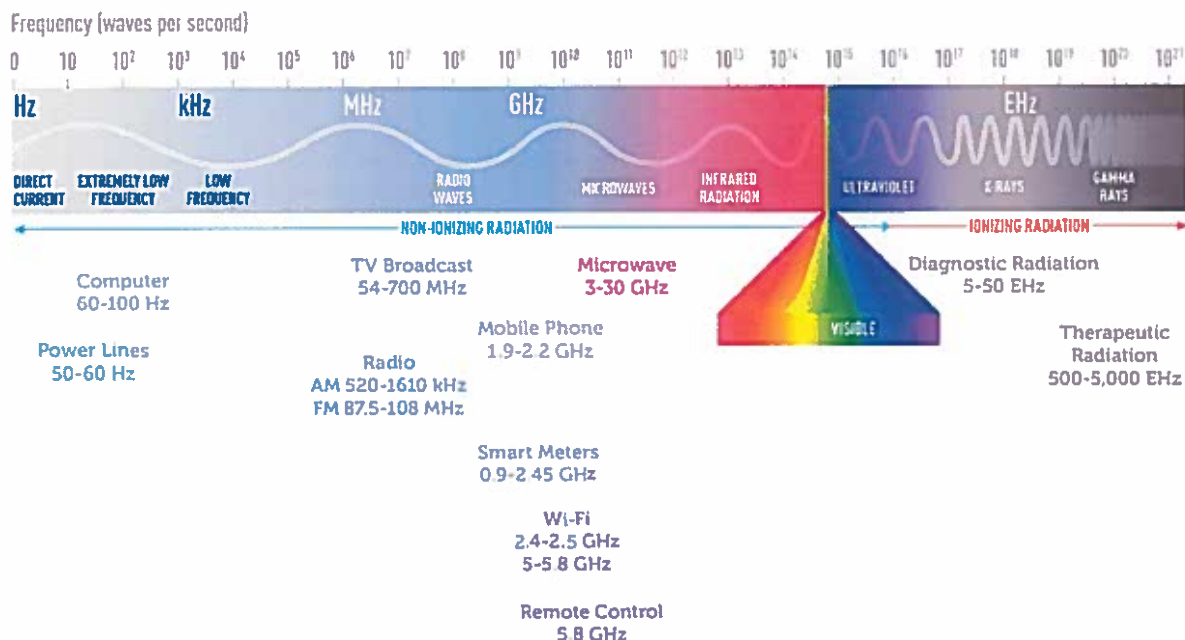 Frequency (waves per second)
0 10 10² 10³ 10⁴ 10⁵ 10⁶ 10⁷ 10⁸ 10⁹ 10¹⁰ 10¹¹ 10¹² 10¹³ 10¹⁴ 10¹⁵ 10¹⁶ 10¹⁷ 10¹⁸ 10¹⁹ 10²⁰ 10²¹
Hz kHz MHz GHz EHz
DIRECT
CURRENT
EXTREMELY LOW
FREQUENCY
LOW
FREQUENCY
RADIO
WAVES
MICROWAVES
INFRARED
RADIATION
ULTRAVIOLET
X-RAYS
GAMMA
RAYS
NON-IONIZING RADIATION
IONIZING RADIATION
Computer
60-100 Hz
TV Broadcast
54-700 MHz
Microwave
3-30 GHz
Diagnostic Radiation
5-50 EHz
VISIBLE
Power Lines
50-60 Hz
Mobile Phone
1.9-2.2 GHz
Therapeutic
Radiation
500-5,000 EHz
Radio
AM 520-1610 kHz
FM 87.5-108 MHz
Smart Meters
0.9-2.45 GHz
Wi-Fi
2.4-2.5 GHz
5-5.8 GHz
Remote Control
5.8 GHz